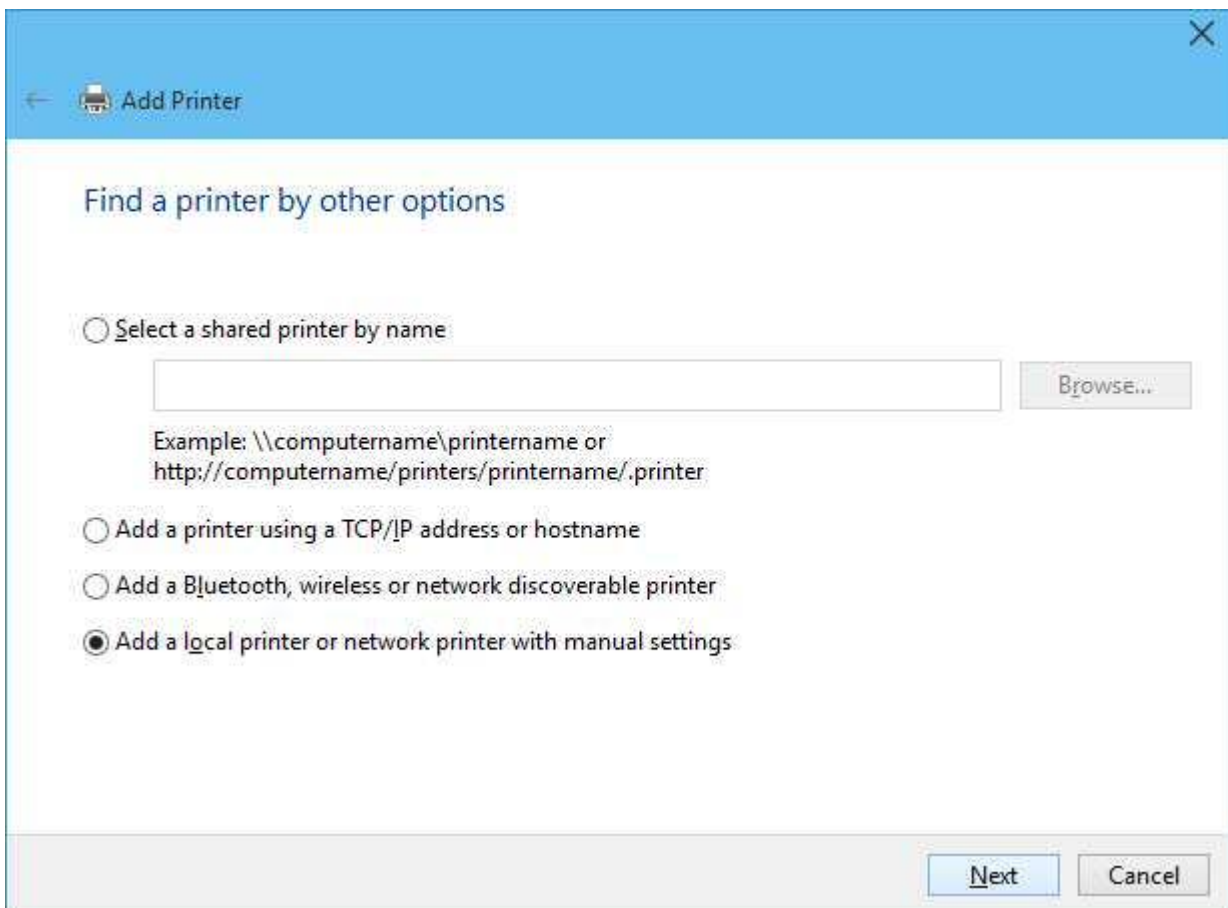 Add Printer
Find a printer by other options
Select a shared printer by name
Browse...
Example: \\computername\printername or
http://computername/printers/printername/.printer
Add a printer using a TCP/IP address or hostname
Add a Bluetooth, wireless or network discoverable printer
Add a local printer or network printer with manual settings
Next
Cancel